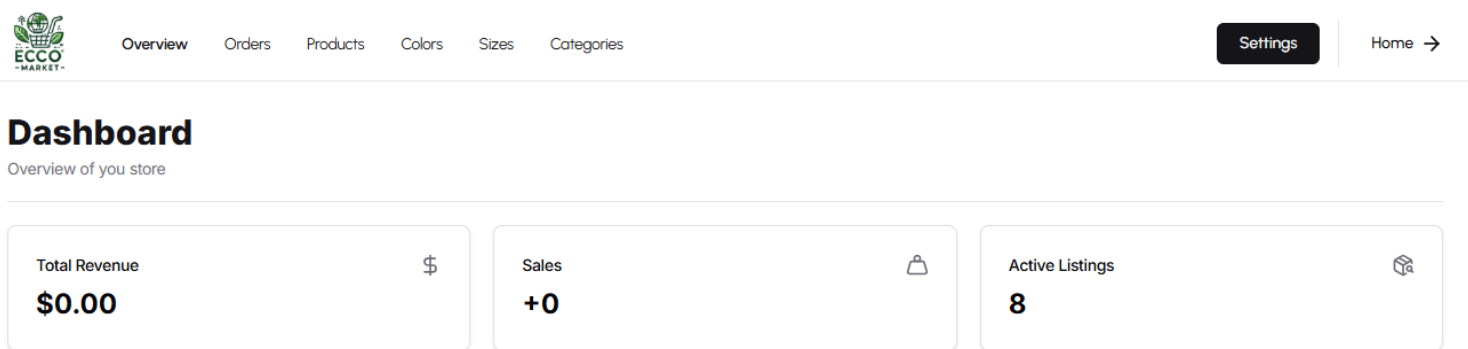 ECCO
-MARKET-
Overview Orders Products Colors Sizes Categories Settings Home →
Dashboard
Overview of you store
Total Revenue $ Sales Active Listings
$0.00 +0 8